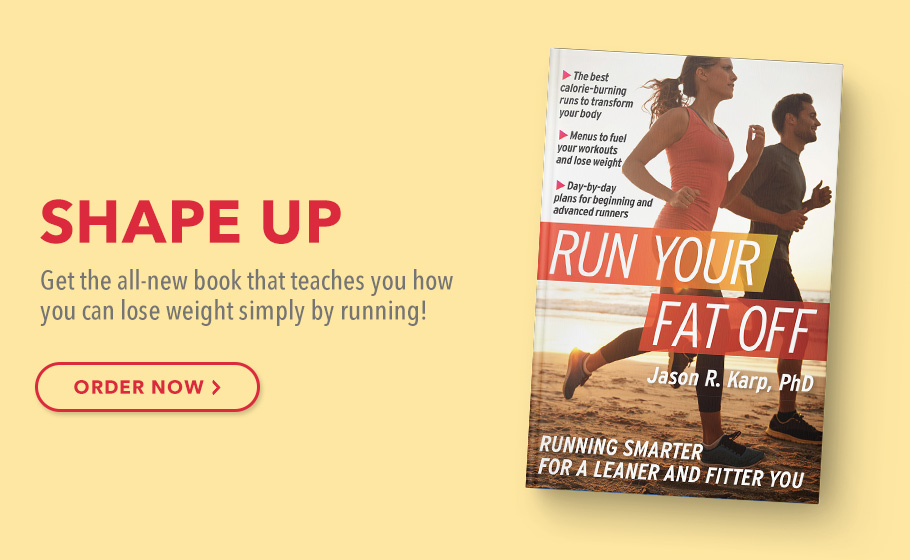 SHAPE UP
Get the all-new book that teaches you how
you can lose weight simply by running!
ORDER NOW >
▶ The best
calorie-burning
runs to transform
your body
▶ Menus to fuel
your workouts
and lose weight
▶ Day-by-day
plans for beginning and
advanced runners
RUN YOUR
FAT OFF
Jason R. Karp, PhD
RUNNING SMARTER
FOR A LEANER AND FITTER YOU